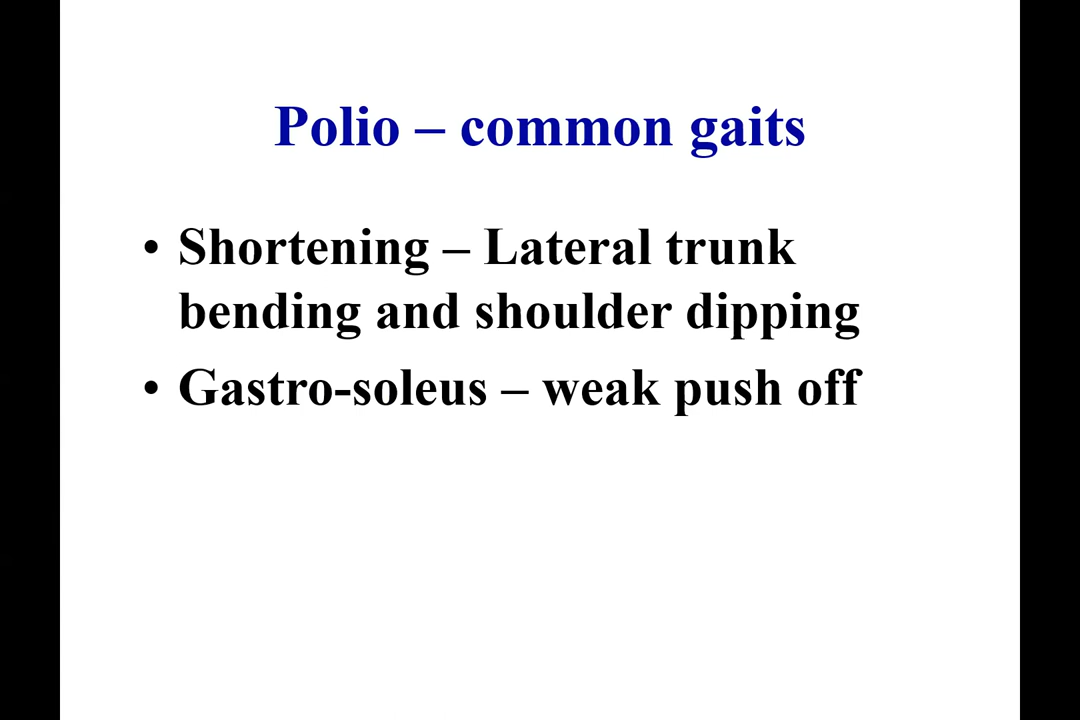 Polio – common gaits
• Shortening – Lateral trunk
bending and shoulder dipping
• Gastro-soleus – weak push off